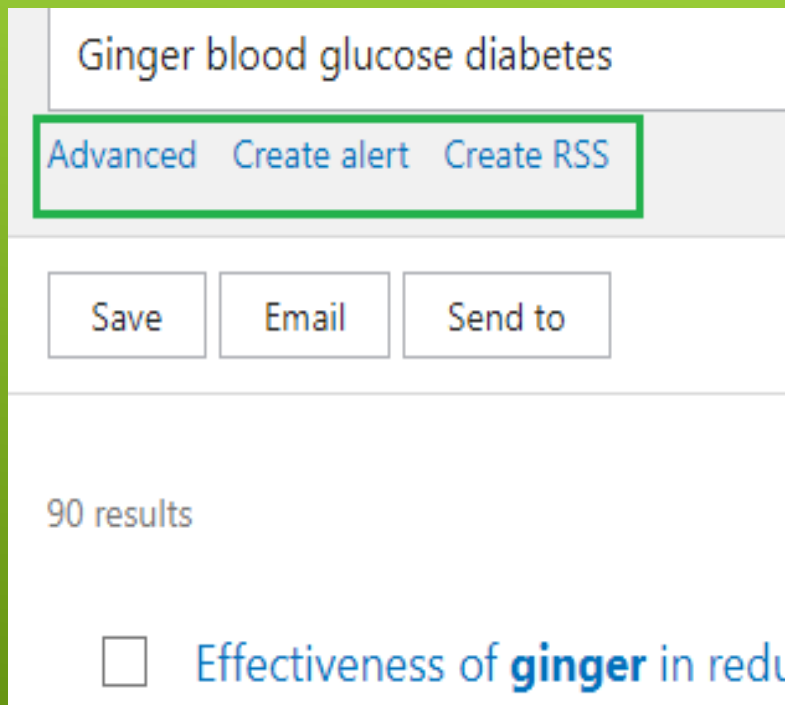 Ginger blood glucose diabetes
Advanced Create alert Create RSS
Save Email Send to
90 results
Effectiveness of ginger in